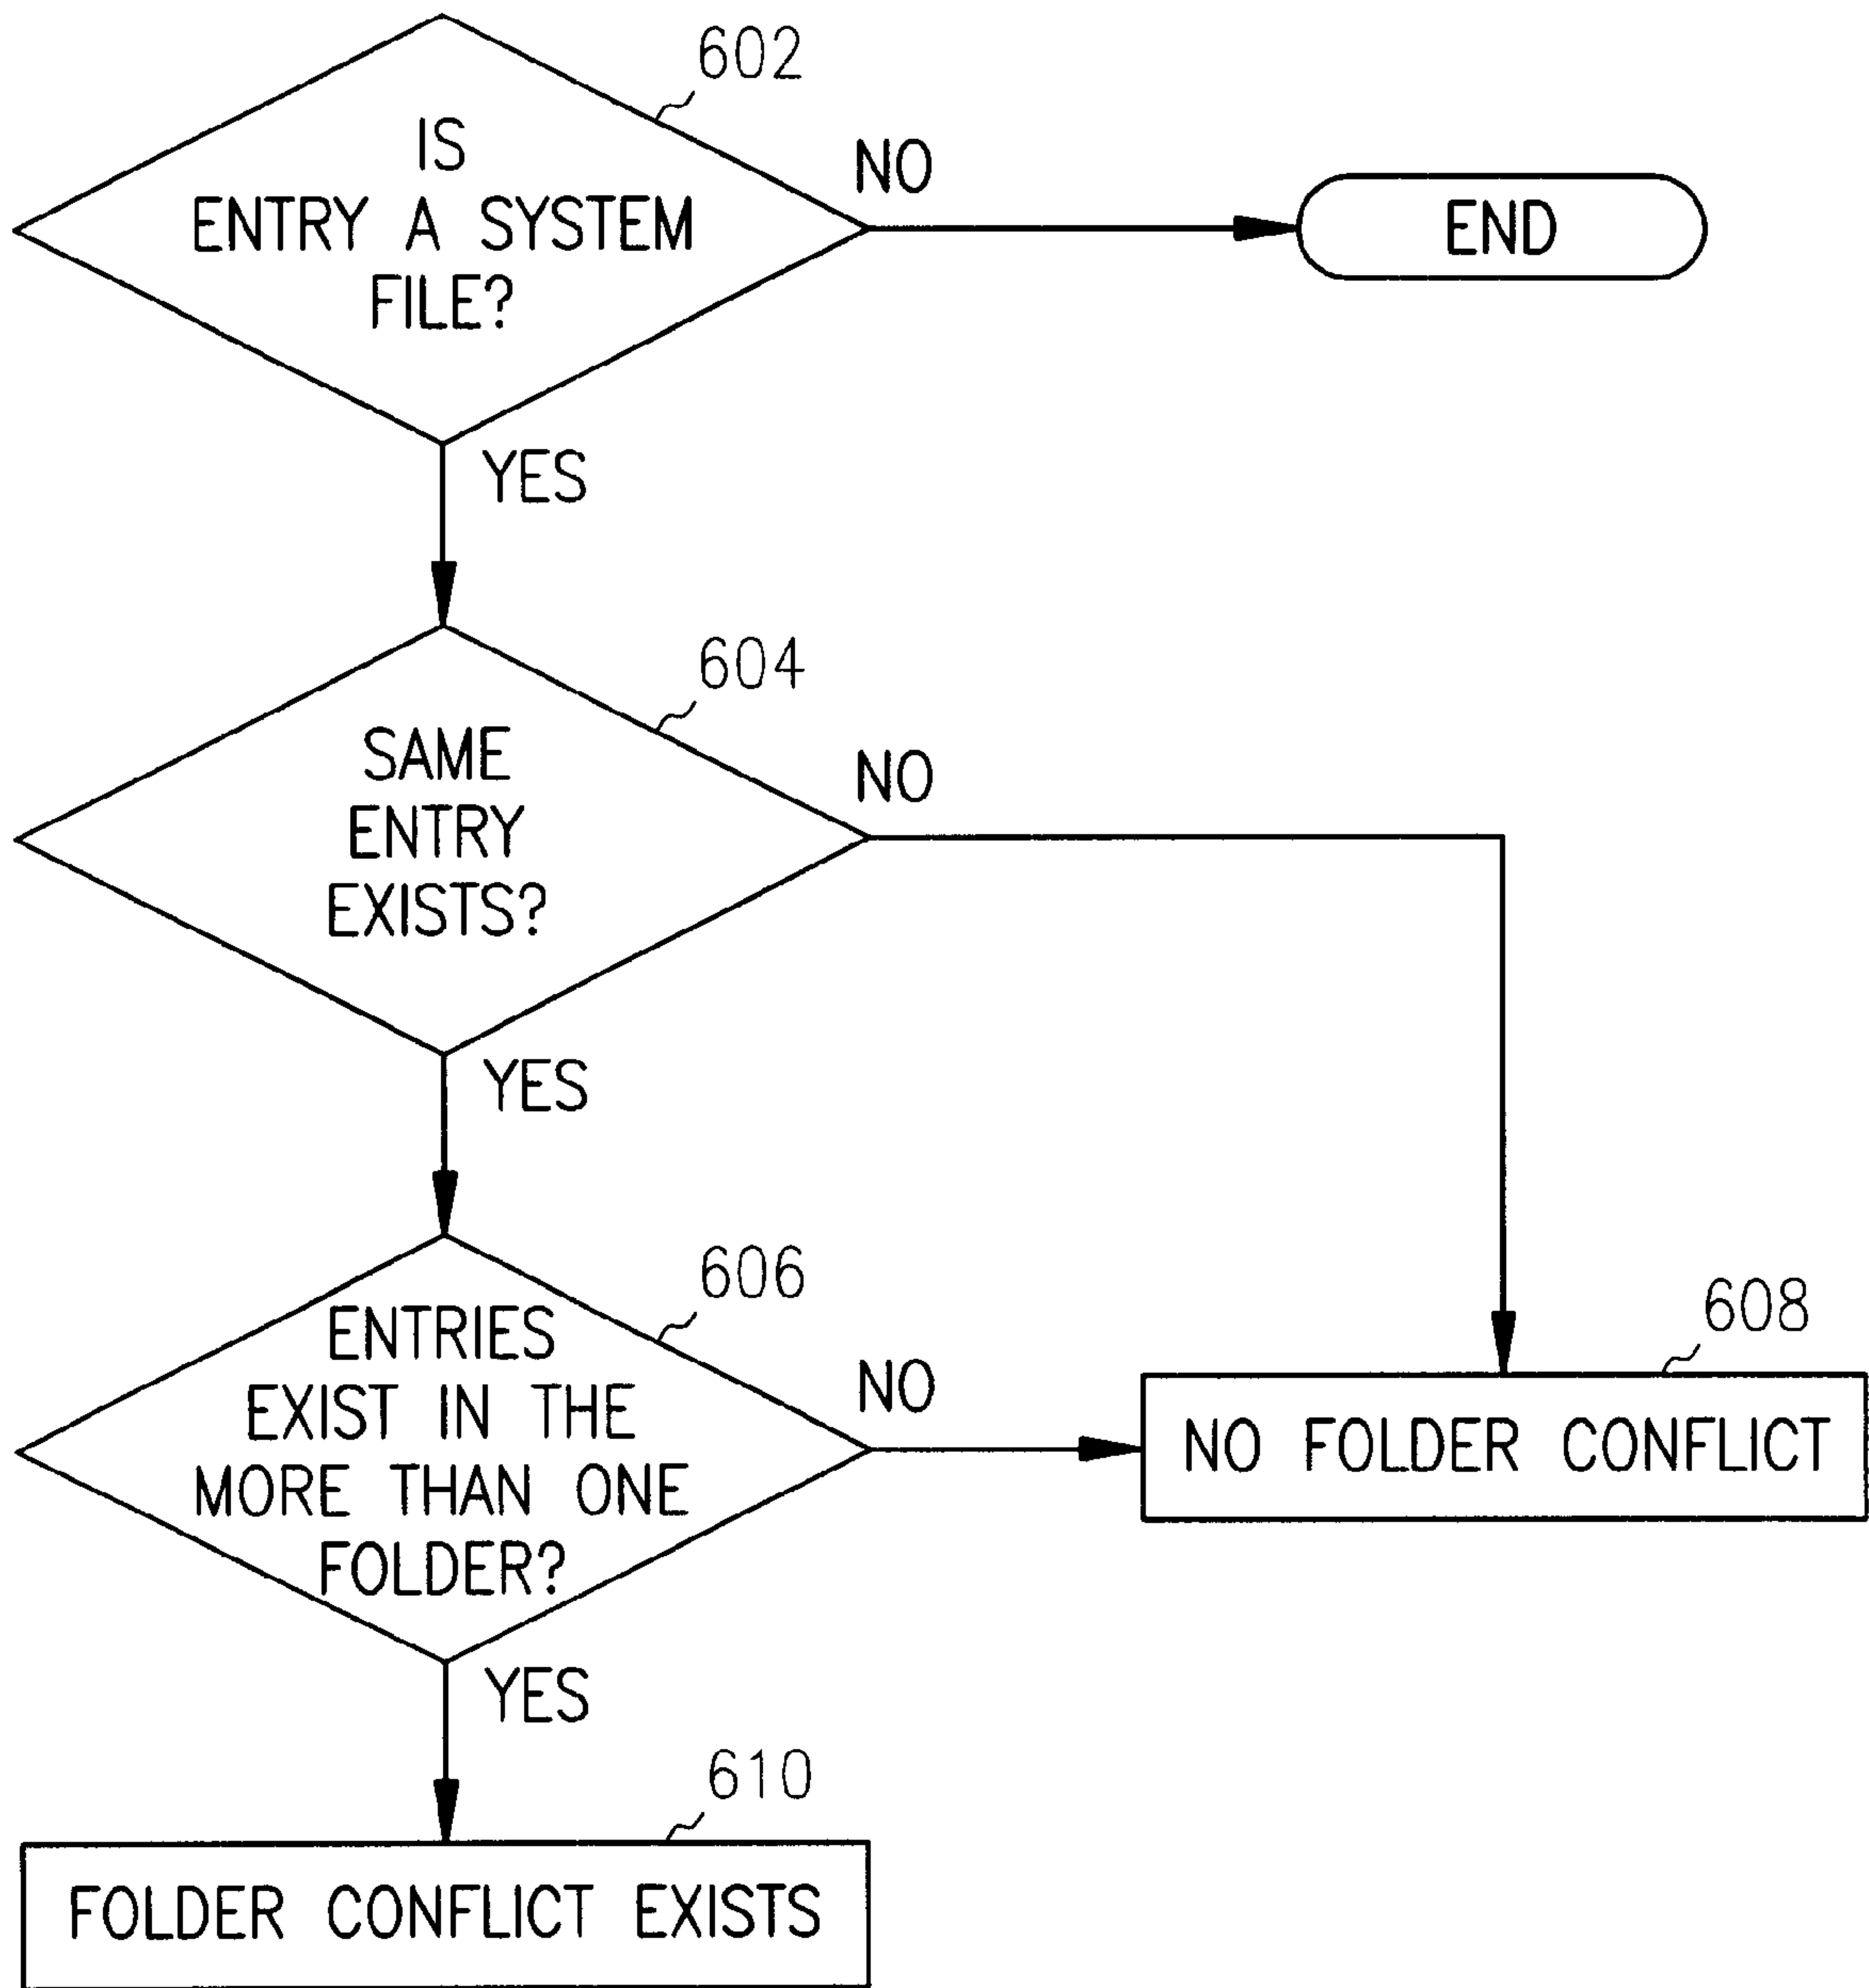 602
IS
ENTRY A SYSTEM
FILE?
NO
END
YES
604
SAME
ENTRY
EXISTS?
NO
YES
606
ENTRIES
EXIST IN THE
MORE THAN ONE
FOLDER?
NO
608
NO FOLDER CONFLICT
YES
610
FOLDER CONFLICT EXISTS